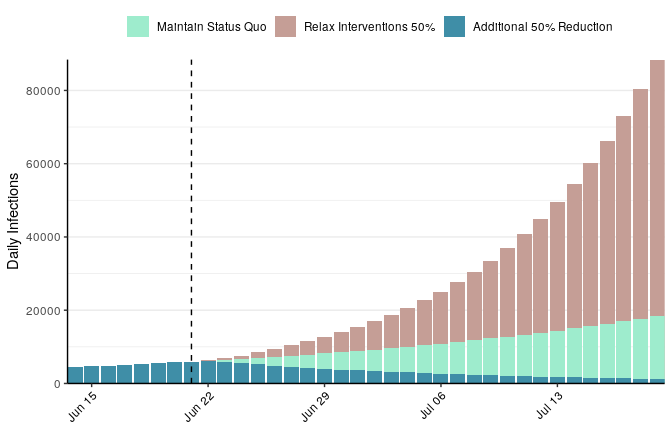 Maintain Status Quo Relax Interventions 50% Additional 50% Reduction
Daily Infections
80000
60000
40000
20000
0
Jun 15 Jun 22 Jun 29 Jul 06 Jul 13